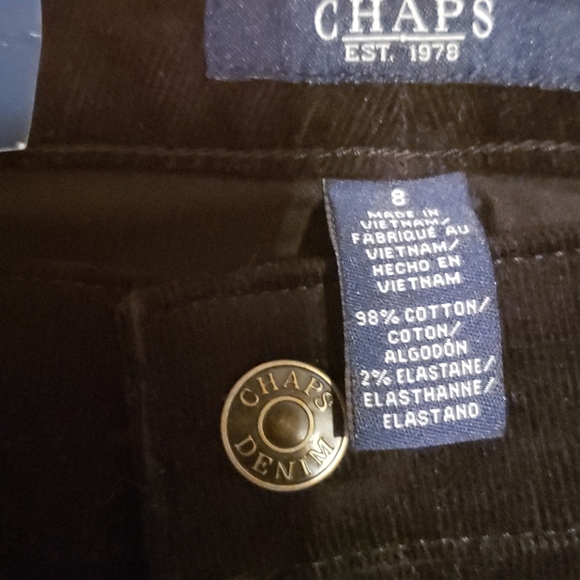 CHAPS
EST. 1978
8
MADE IN
VIETNAM/
FABRIQUÉ AU
VIETNAM/
HECHO EN
VIETNAM
98% COTTON/
COTON/
ALGODÓN
2% ELASTANE/
ELASTHANNE/
ELASTANO
CHAPS
DENIM